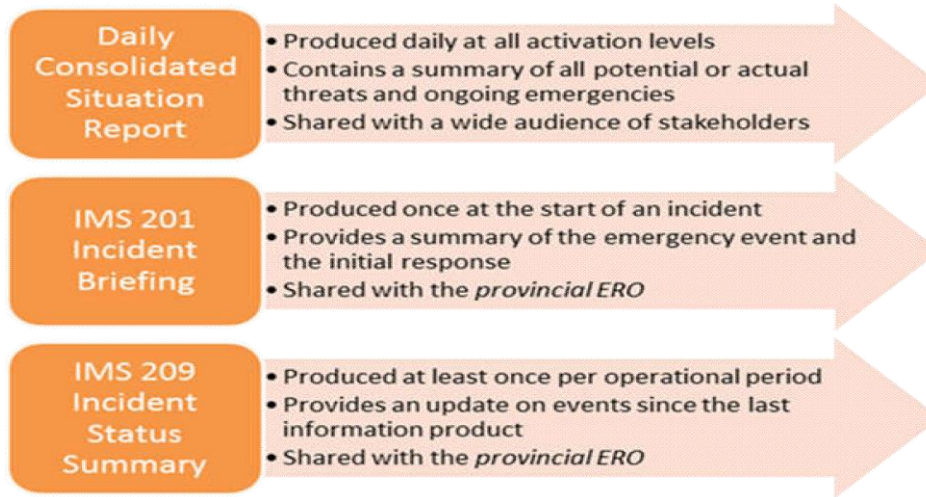 Daily
Consolidated
Situation
Report
• Produced daily at all activation levels
• Contains a summary of all potential or actual
threats and ongoing emergencies
• Shared with a wide audience of stakeholders
IMS 201
Incident
Briefing
• Produced once at the start of an incident
• Provides a summary of the emergency event and
the initial response
• Shared with the provincial ERO
IMS 209
Incident
Status
Summary
• Produced at least once per operational period
• Provides an update on events since the last
information product
• Shared with the provincial ERO